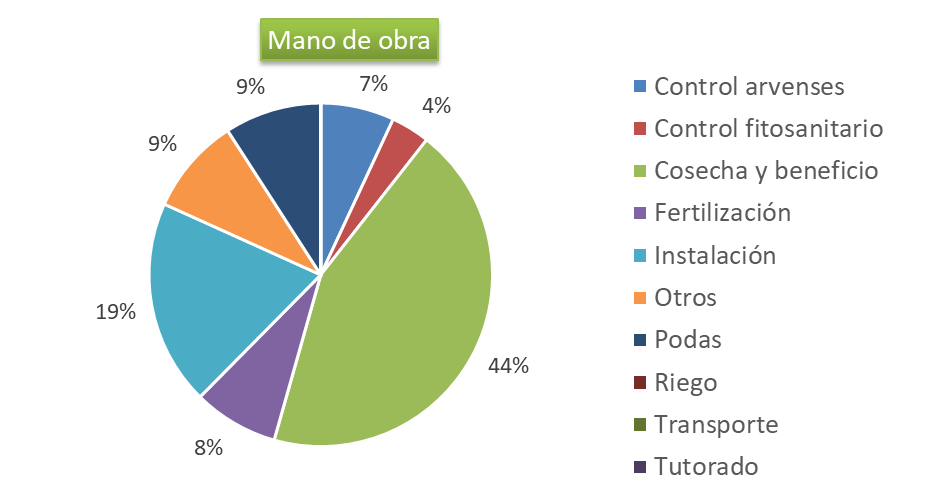 Mano de obra
7%
4%
44%
8%
19%
9%
9%
Control arvenses
Control fitosanitario
Cosecha y beneficio
Fertilización
Instalación
Otros
Podas
Riego
Transporte
Tutorado